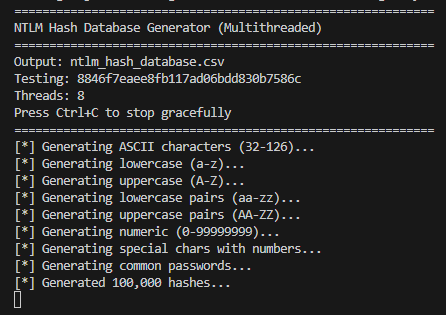 ============================================================
NTLM Hash Database Generator (Multithreaded)
============================================================
Output: ntlm_hash_database.csv
Testing: 8846f7eaee8fb117ad06bdd830b7586c
Threads: 8
Press Ctrl+C to stop gracefully
============================================================
[*] Generating ASCII characters (32-126)...
[*] Generating lowercase (a-z)...
[*] Generating uppercase (A-Z)...
[*] Generating lowercase pairs (aa-zz)...
[*] Generating uppercase pairs (AA-ZZ)...
[*] Generating numeric (0-99999999)...
[*] Generating special chars with numbers...
[*] Generating common passwords...
[*] Generated 100,000 hashes...